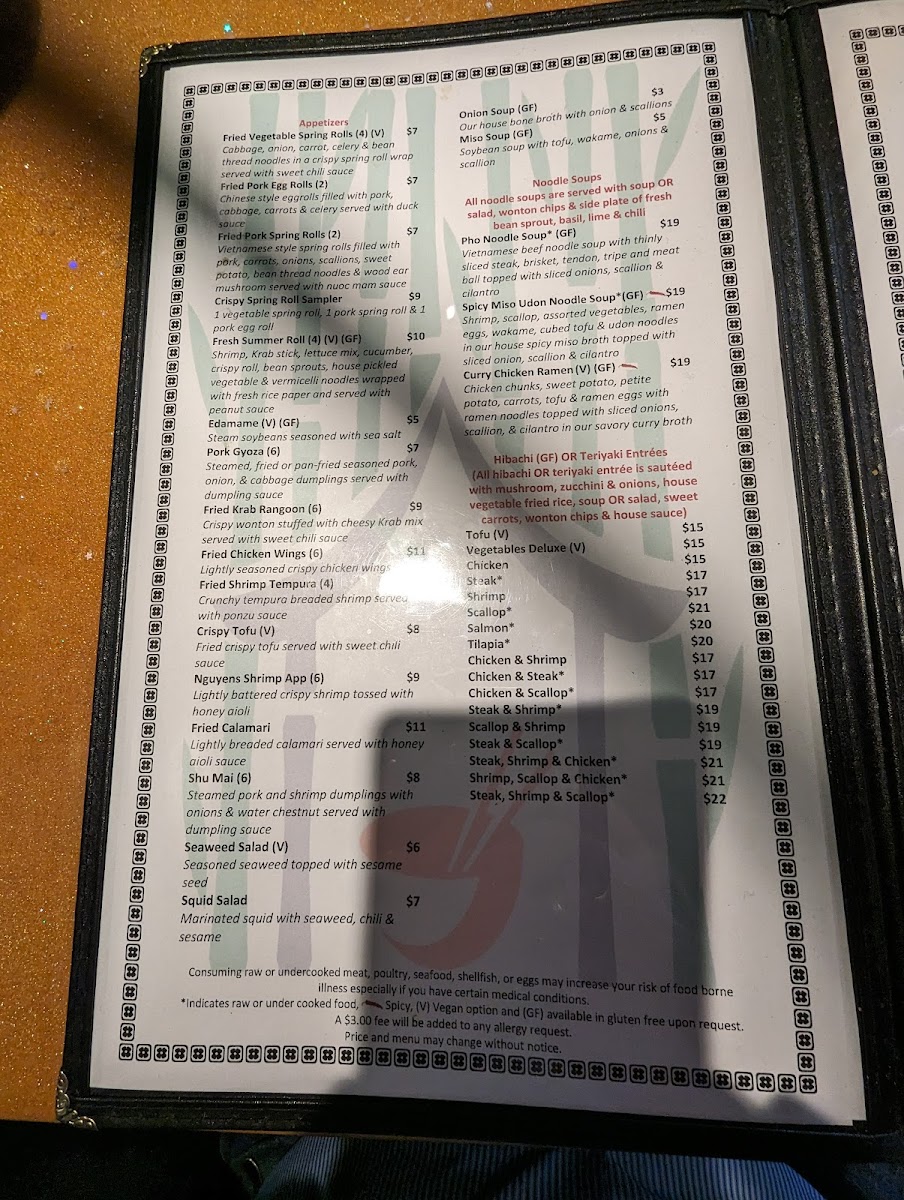 Appetizers
Fried Vegetable Spring Rolls (4) (V) $7
Cabbage, onion, carrot, celery & bean
thread noodles in a crispy spring roll wrap
served with sweet chili sauce
Fried Pork Egg Rolls (2) $7
Chinese style eggrolls filled with pork,
cabbage, carrots & celery served with duck
sauce
Fried Pork Spring Rolls (2) $7
Vietnamese style spring rolls filled with
pork, carrots, onions, scallions, sweet
potato, bean thread noodles & wood ear
mushroom served with nuoc mam sauce
Crispy Spring Roll Sampler $9
1 vegetable spring roll, 1 pork spring roll & 1
pork egg roll
Fresh Summer Roll (4) (V) (GF) $10
Shrimp, Krab stick, lettuce mix, cucumber,
crispy roll, bean sprouts, house pickled
vegetable & vermicelli noodles wrapped
with fresh rice paper and served with
peanut sauce
Edamame (V) (GF) $5
Steam soybeans seasoned with sea salt
Pork Gyoza (6) $7
Steamed, fried or pan-fried seasoned pork,
onion, & cabbage dumplings served with
dumpling sauce
Fried Krab Rangoon (6) $9
Crispy wonton stuffed with cheesy Krab mix
served with sweet chili sauce
Fried Chicken Wings (6) $11
Lightly seasoned crispy chicken wings
Fried Shrimp Tempura (4)
Crunchy tempura breaded shrimp served
with ponzu sauce
Crispy Tofu (V) $8
Fried crispy tofu served with sweet chili
sauce
Nguyens Shrimp App (6) $9
Lightly battered crispy shrimp tossed with
honey aioli
Fried Calamari $11
Lightly breaded calamari served with honey
aioli sauce
Shu Mai (6) $8
Steamed pork and shrimp dumplings with
onions & water chestnut served with
dumpling sauce
Seaweed Salad (V) $6
Seasoned seaweed topped with sesame
seed
Squid Salad $7
Marinated squid with seaweed, chili &
sesame
Onion Soup (GF) $3
Our house bone broth with onion & scallions
Miso Soup (GF) $5
Soybean soup with tofu, wakame, onions &
scallion
Noodle Soups
All noodle soups are served with soup OR
salad, wonton chips & side plate of fresh
bean sprout, basil, lime & chili
Pho Noodle Soup* (GF) $19
Vietnamese beef noodle soup with thinly
sliced steak, brisket, tendon, tripe and meat
ball topped with sliced onions, scallion &
cilantro
Spicy Miso Udon Noodle Soup*(GF) $19
Shrimp, scallop, assorted vegetables, ramen
eggs, wakame, cubed tofu & udon noodles
in our house spicy miso broth topped with
sliced onion, scallion & cilantro
Curry Chicken Ramen (V) (GF) $19
Chicken chunks, sweet potato, petite
potato, carrots, tofu & ramen eggs with
ramen noodles topped with sliced onions,
scallion, & cilantro in our savory curry broth
Hibachi (GF) OR Teriyaki Entrées
(All hibachi OR teriyaki entrée is sautéed
with mushroom, zucchini & onions, house
vegetable fried rice, soup OR salad, sweet
carrots, wonton chips & house sauce)
Tofu (V) $15
Vegetables Deluxe (V) $15
Chicken $15
Steak* $17
Shrimp $17
Scallop* $21
Salmon* $20
Tilapia* $20
Chicken & Shrimp $17
Chicken & Steak* $17
Chicken & Scallop* $17
Steak & Shrimp* $19
Scallop & Shrimp $19
Steak & Scallop* $19
Steak, Shrimp & Chicken* $21
Shrimp, Scallop & Chicken* $21
Steak, Shrimp & Scallop* $22
Consuming raw or undercooked meat, poultry, seafood, shellfish, or eggs may increase your risk of food borne
illness especially if you have certain medical conditions.
*Indicates raw or under cooked food, Spicy, (V) Vegan option and (GF) available in gluten free upon request.
A $3.00 fee will be added to any allergy request.
Price and menu may change without notice.